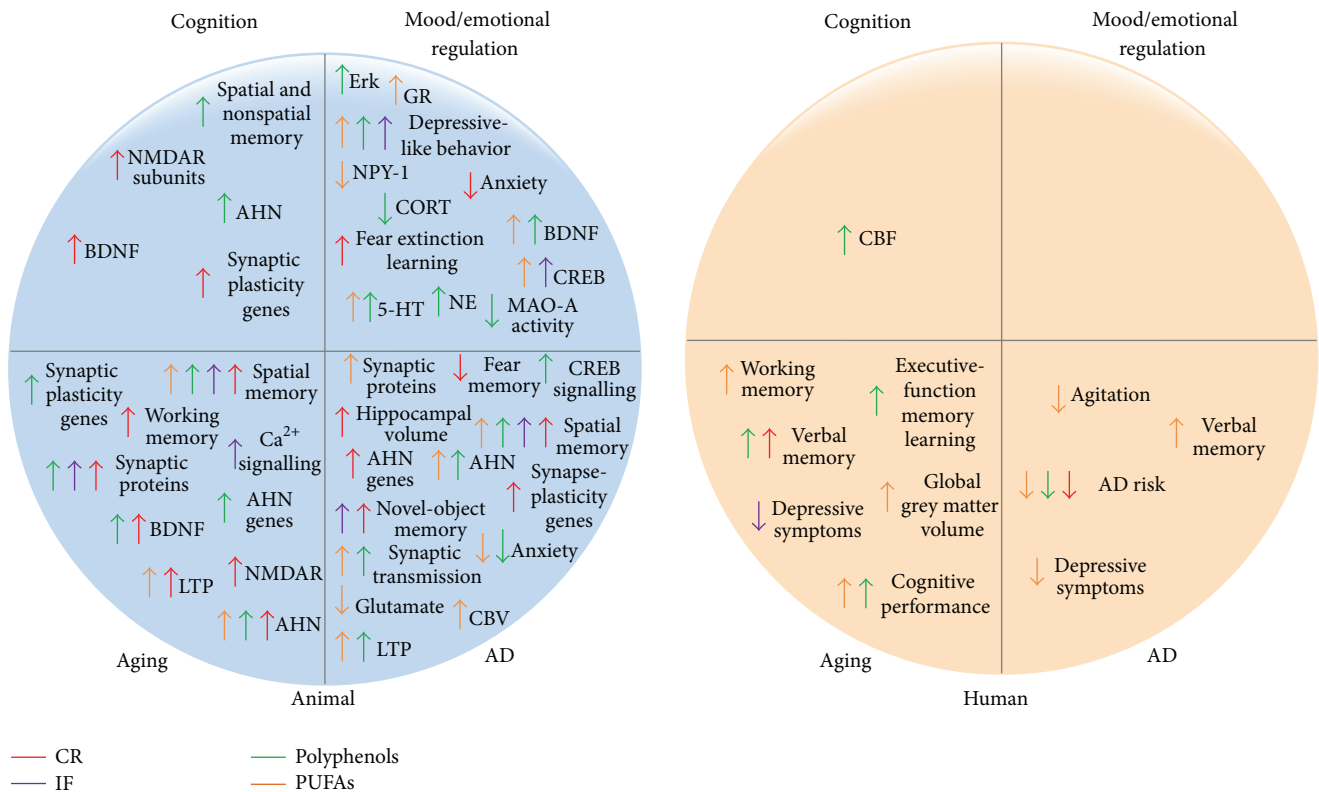 Cognition
Mood/emotional
regulation
Spatial and
nonspatial
memory
NMDAR
subunits
AHN
BDNF
Synaptic
plasticity
genes
Erk
GR
Depressive-
like behavior
NPY-1
Anxiety
CORT
BDNF
Fear extinction
learning
CREB
5-HT
NE
MAO-A
activity
Synaptic
plasticity
genes
Spatial
memory
Working
memory
Ca2+
signalling
Synaptic
proteins
AHN
genes
BDNF
NMDAR
LTP
AHN
Synaptic
proteins
Fear
memory
CREB
signalling
Hippocampal
volume
Spatial
memory
AHN
genes
AHN
Synapse-
plasticity
genes
Novel-object
memory
Synaptic
transmission
Anxiety
Glutamate
CBV
LTP
Aging
AD
Animal
Cognition
Mood/emotional
regulation
CBF
Working
memory
Executive-
function
memory
learning
Verbal
memory
Global
grey matter
volume
Depressive
symptoms
Cognitive
performance
Agitation
Verbal
memory
AD risk
Depressive
symptoms
Aging
AD
Human
CR
IF
Polyphenols
PUFAs